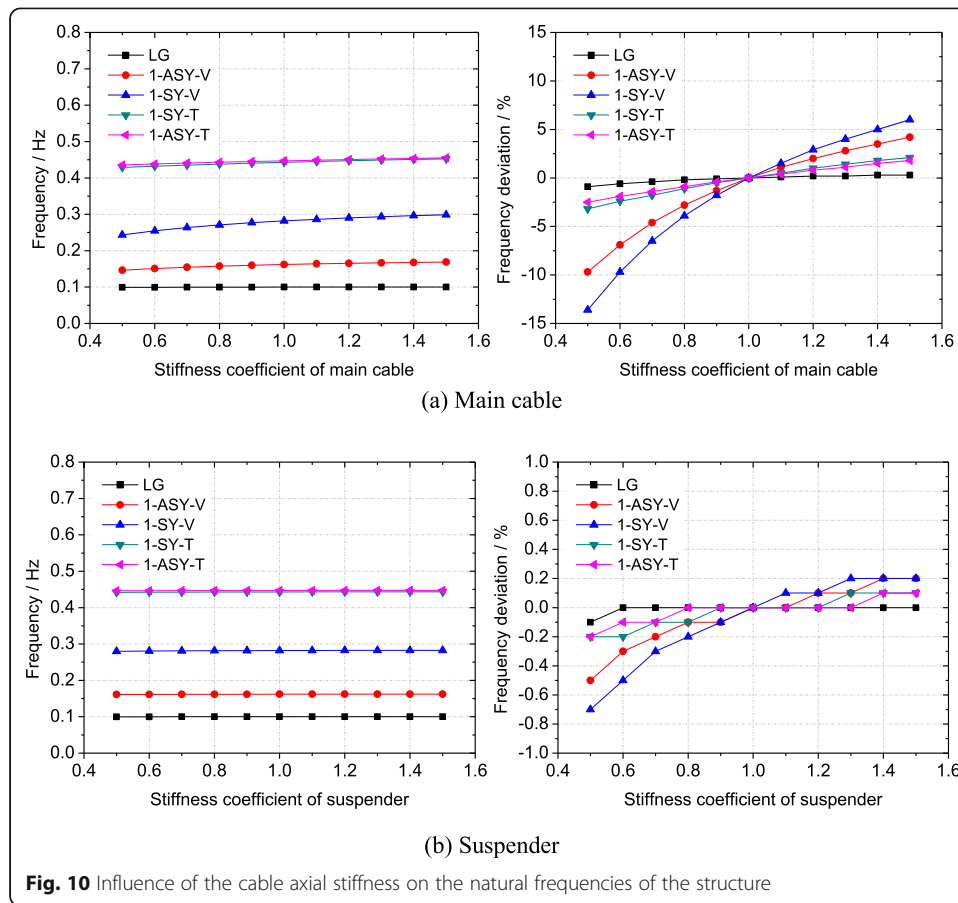 0.8
0.7
0.6
0.5
0.4
0.3
0.2
0.1
0.0
Frequency / Hz
LG
1-ASY-V
1-SY-V
1-SY-T
1-ASY-T
0.4 0.6 0.8 1.0 1.2 1.4 1.6
Stiffness coefficient of main cable
15
10
5
0
-5
-10
-15
Frequency deviation / %
LG
1-ASY-V
1-SY-V
1-SY-T
1-ASY-T
0.4 0.6 0.8 1.0 1.2 1.4 1.6
Stiffness coefficient of main cable
(a) Main cable
0.8
0.7
0.6
0.5
0.4
0.3
0.2
0.1
0.0
Frequency / Hz
LG
1-ASY-V
1-SY-V
1-SY-T
1-ASY-T
0.4 0.6 0.8 1.0 1.2 1.4 1.6
Stiffness coefficient of suspender
1.0
0.8
0.6
0.4
0.2
0.0
-0.2
-0.4
-0.6
-0.8
-1.0
Frequency deviation / %
LG
1-ASY-V
1-SY-V
1-SY-T
1-ASY-T
0.4 0.6 0.8 1.0 1.2 1.4 1.6
Stiffness coefficient of suspender
(b) Suspender
Fig. 10 Influence of the cable axial stiffness on the natural frequencies of the structure